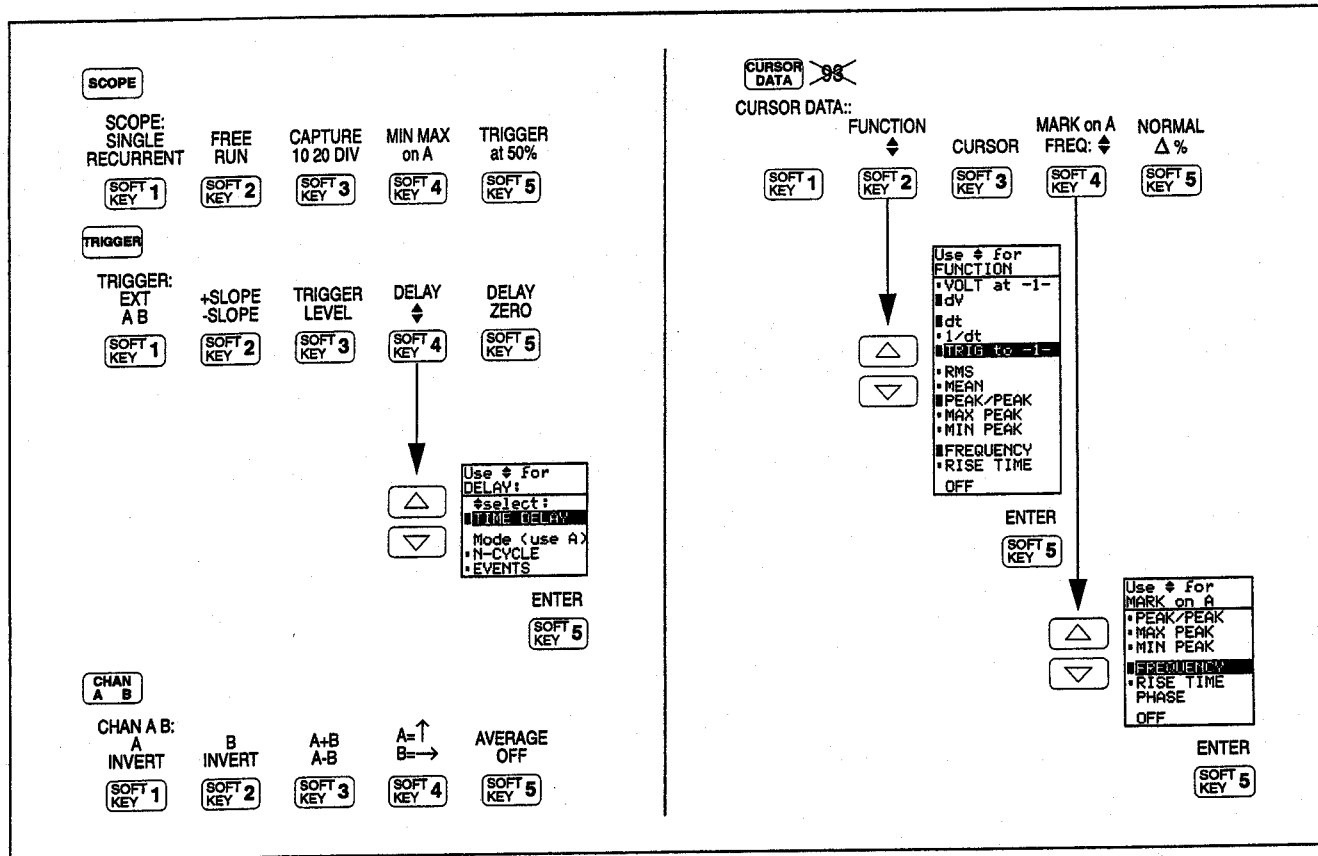 SCOPE
SCOPE:
SINGLE
RECURRENT
FREE
RUN
CAPTURE
10 20 DIV
MIN MAX
on A
TRIGGER
at 50%
SOFT KEY 1
SOFT KEY 2
SOFT KEY 3
SOFT KEY 4
SOFT KEY 5
TRIGGER
TRIGGER:
EXT
A B
+SLOPE
-SLOPE
TRIGGER
LEVEL
DELAY
DELAY
ZERO
SOFT KEY 1
SOFT KEY 2
SOFT KEY 3
SOFT KEY 4
SOFT KEY 5
Use ♦ for
DELAY:
♦select:
TIME DELAY
Mode (use A)
N-CYCLE
EVENTS
ENTER
SOFT KEY 5
CHAN
A B
CHAN A B:
A
INVERT
B
INVERT
A+B
A-B
A=↑
B=→
AVERAGE
OFF
SOFT KEY 1
SOFT KEY 2
SOFT KEY 3
SOFT KEY 4
SOFT KEY 5
CURSOR
DATA
93
CURSOR DATA::
FUNCTION
CURSOR
MARK on A
FREQ: ♦
NORMAL
Δ %
SOFT KEY 1
SOFT KEY 2
SOFT KEY 3
SOFT KEY 4
SOFT KEY 5
Use ♦ for
FUNCTION
VOLT at -1-
dV
dt
1/dt
TRIG to -1-
RMS
MEAN
PEAK/PEAK
MAX PEAK
MIN PEAK
FREQUENCY
RISE TIME
OFF
ENTER
SOFT KEY 5
Use ♦ for
MARK on A
PEAK/PEAK
MAX PEAK
MIN PEAK
FREQUENCY
RISE TIME
PHASE
OFF
ENTER
SOFT KEY 5